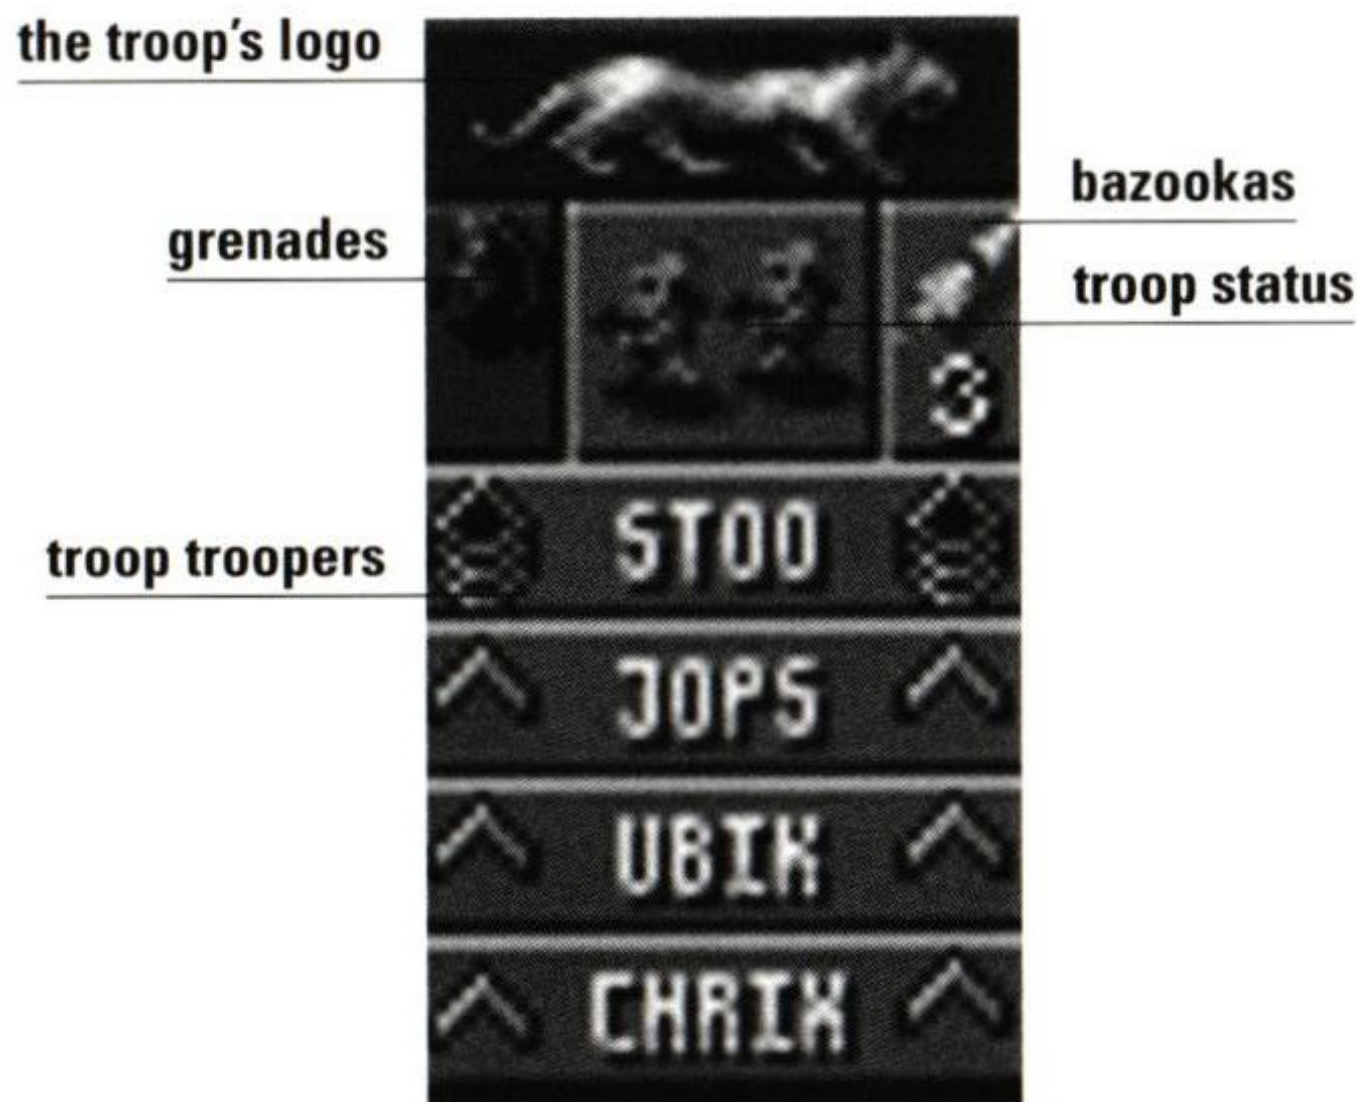 the troop's logo
bazookas
grenades
troop status
3
STOO
troop troopers
JOPS
UBIK
CHRIX